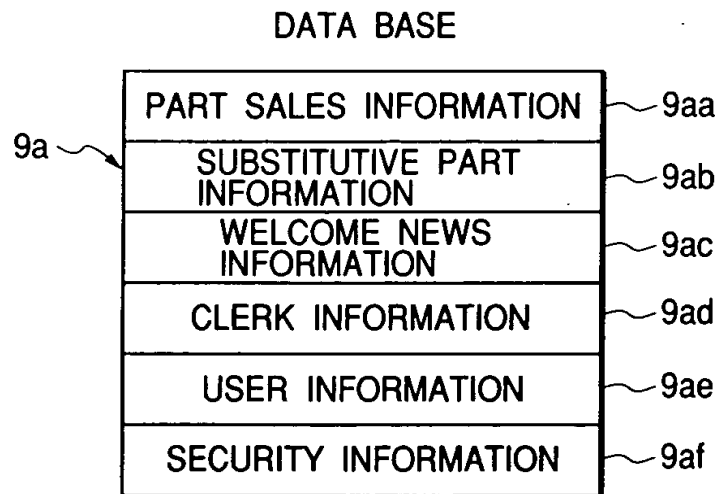 DATA BASE
PART SALES INFORMATION 9aa
9a
SUBSTITUTIVE PART
INFORMATION 9ab
WELCOME NEWS
INFORMATION 9ac
CLERK INFORMATION 9ad
USER INFORMATION 9ae
SECURITY INFORMATION 9af